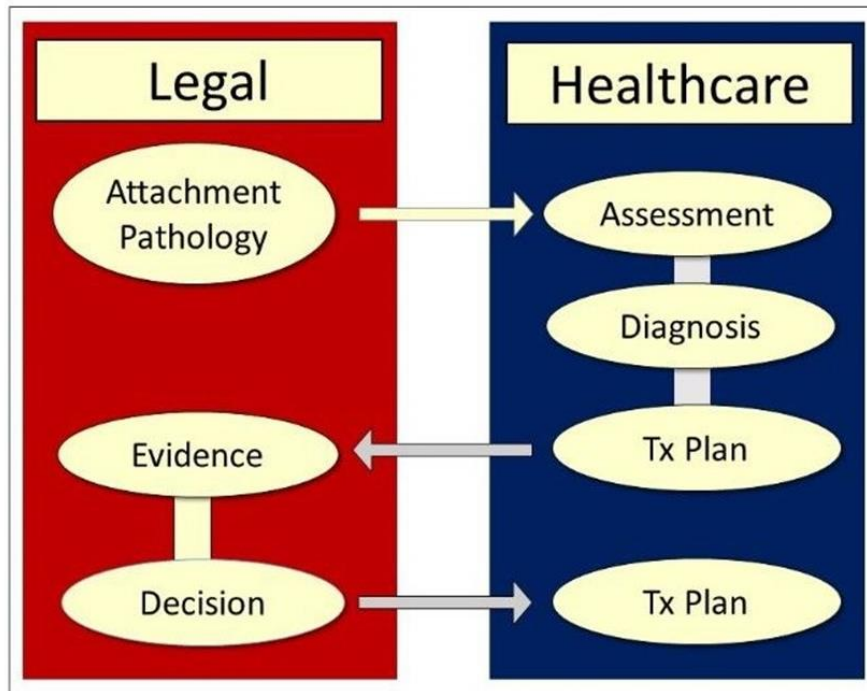 Legal
Healthcare
Attachment
Pathology
Assessment
Diagnosis
Evidence
Tx Plan
Decision
Tx Plan